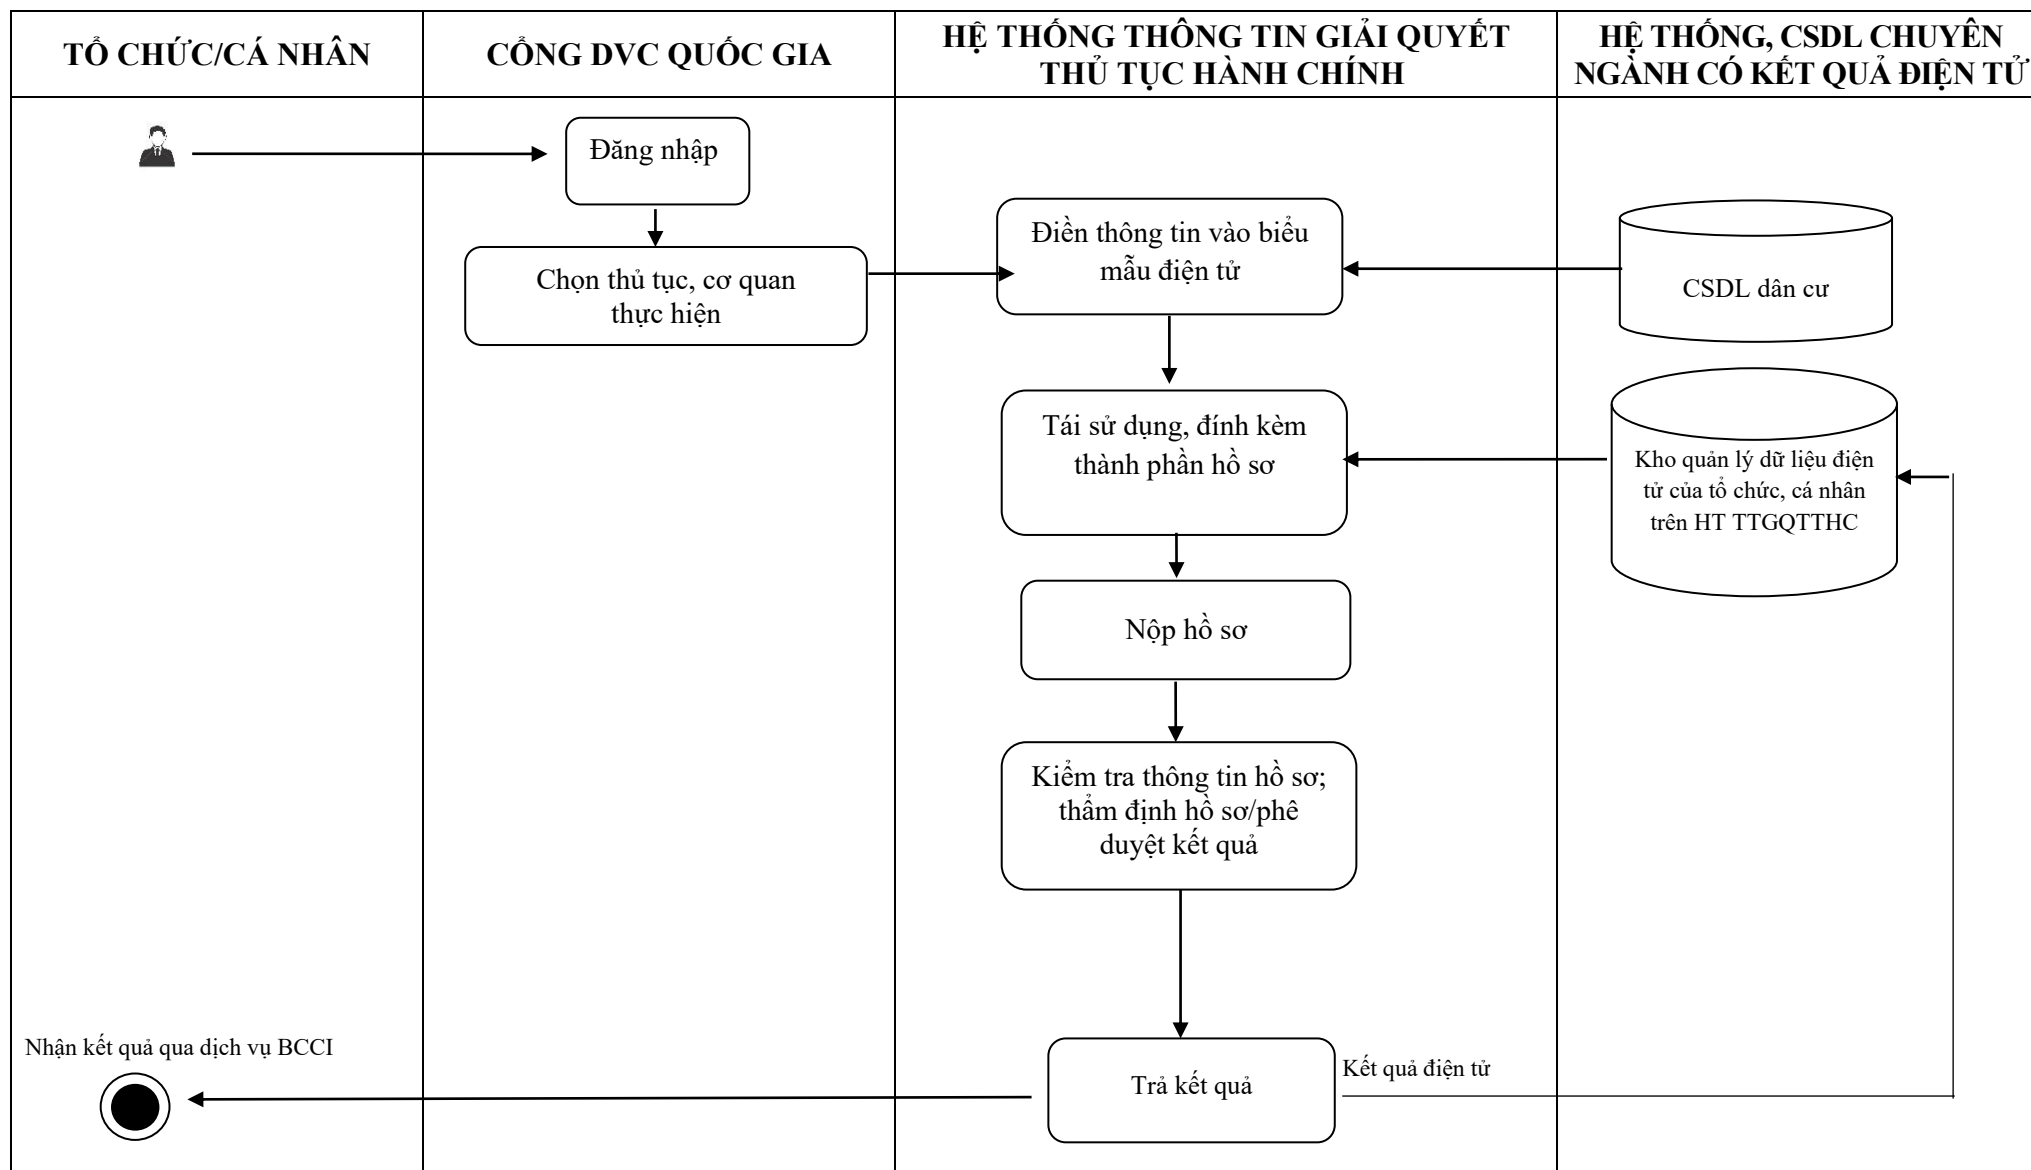 TỔ CHỨC/CÁ NHÂN
CỔNG DVC QUỐC GIA
HỆ THỐNG THÔNG TIN GIẢI QUYẾT
THỦ TỤC HÀNH CHÍNH
HỆ THỐNG, CSDL CHUYÊN
NGÀNH CÓ KẾT QUẢ ĐIỆN TỬ
Đăng nhập
Chọn thủ tục, cơ quan
thực hiện
Điền thông tin vào biểu
mẫu điện tử
CSDL dân cư
Tái sử dụng, đính kèm
thành phần hồ sơ
Kho quản lý dữ liệu điện
tử của tổ chức, cá nhân
trên HT TTGQTTHC
Nộp hồ sơ
Kiểm tra thông tin hồ sơ;
thẩm định hồ sơ/phê
duyệt kết quả
Nhận kết quả qua dịch vụ BCCI
Trả kết quả
Kết quả điện tử